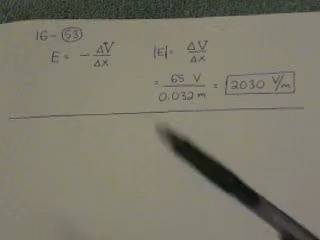 16-53
E = - ΔV/Δx
|E| = ΔV/Δx
= 65 V/0.032 m = 2030 V/m